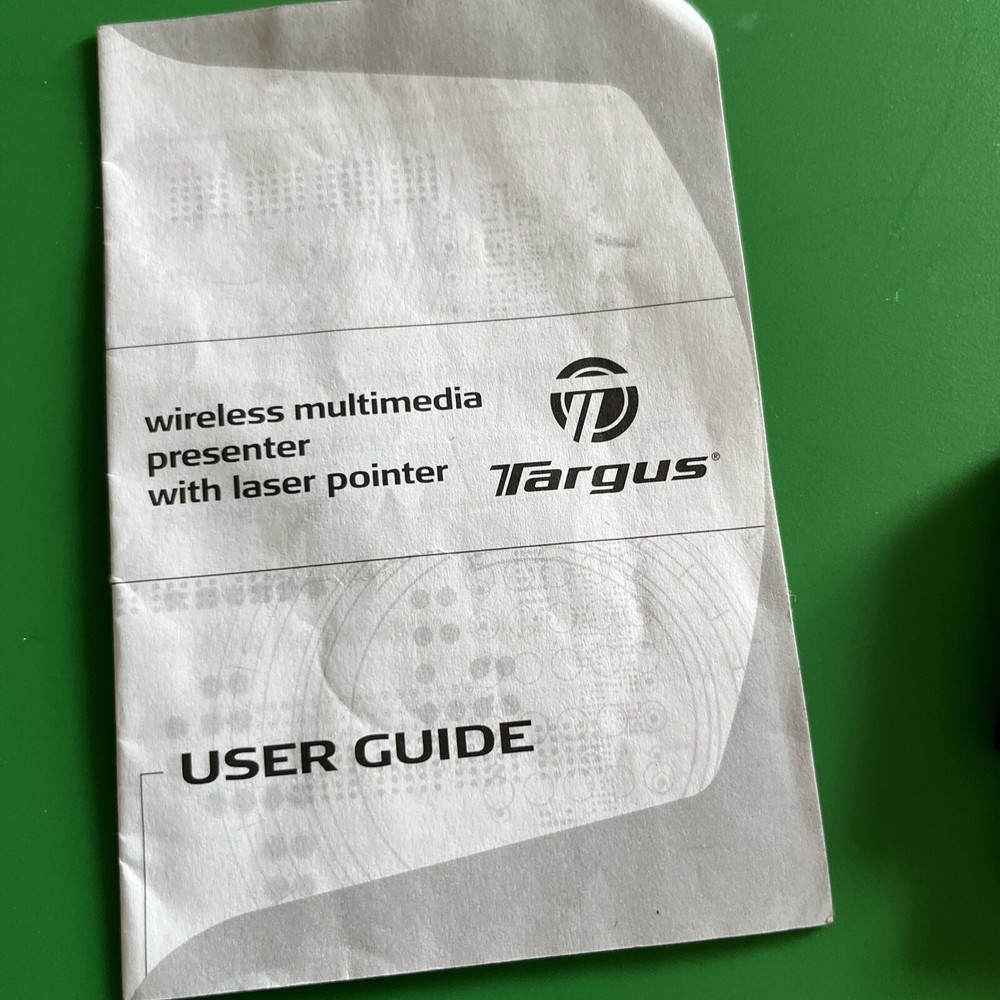 wireless multimedia
presenter
with laser pointer
Targus®
USER GUIDE